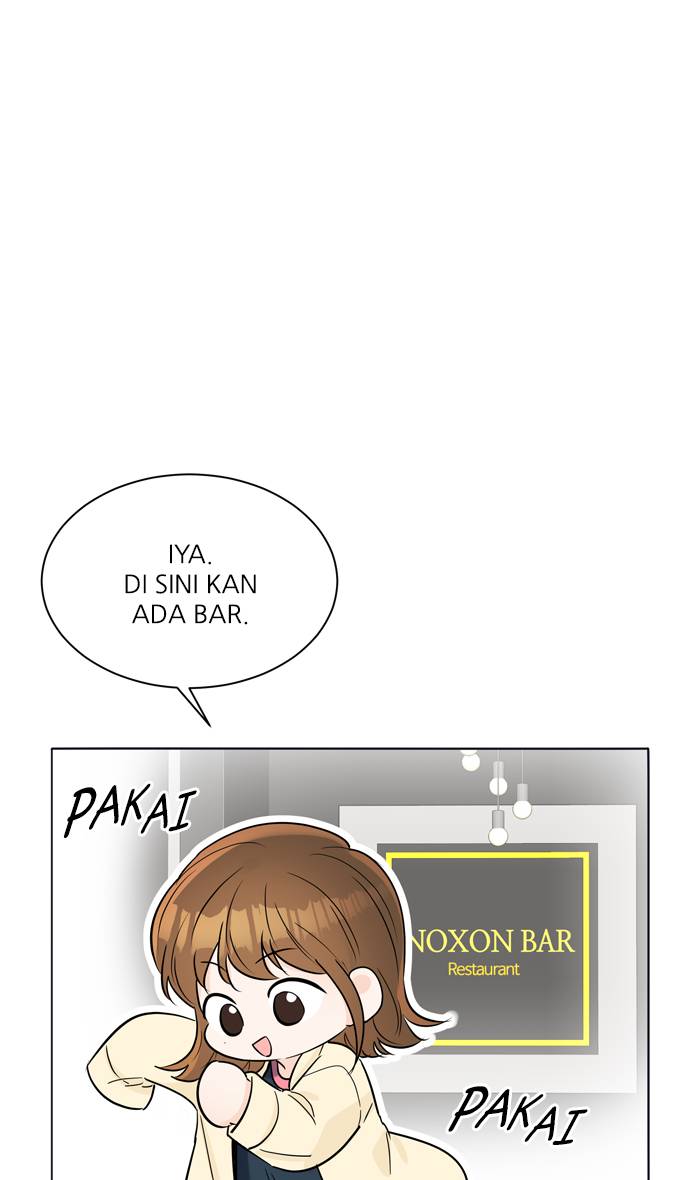 IYA.
DI SINI KAN
ADA BAR.
PAKAI
NOXON BAR
Restaurant
PAKAI